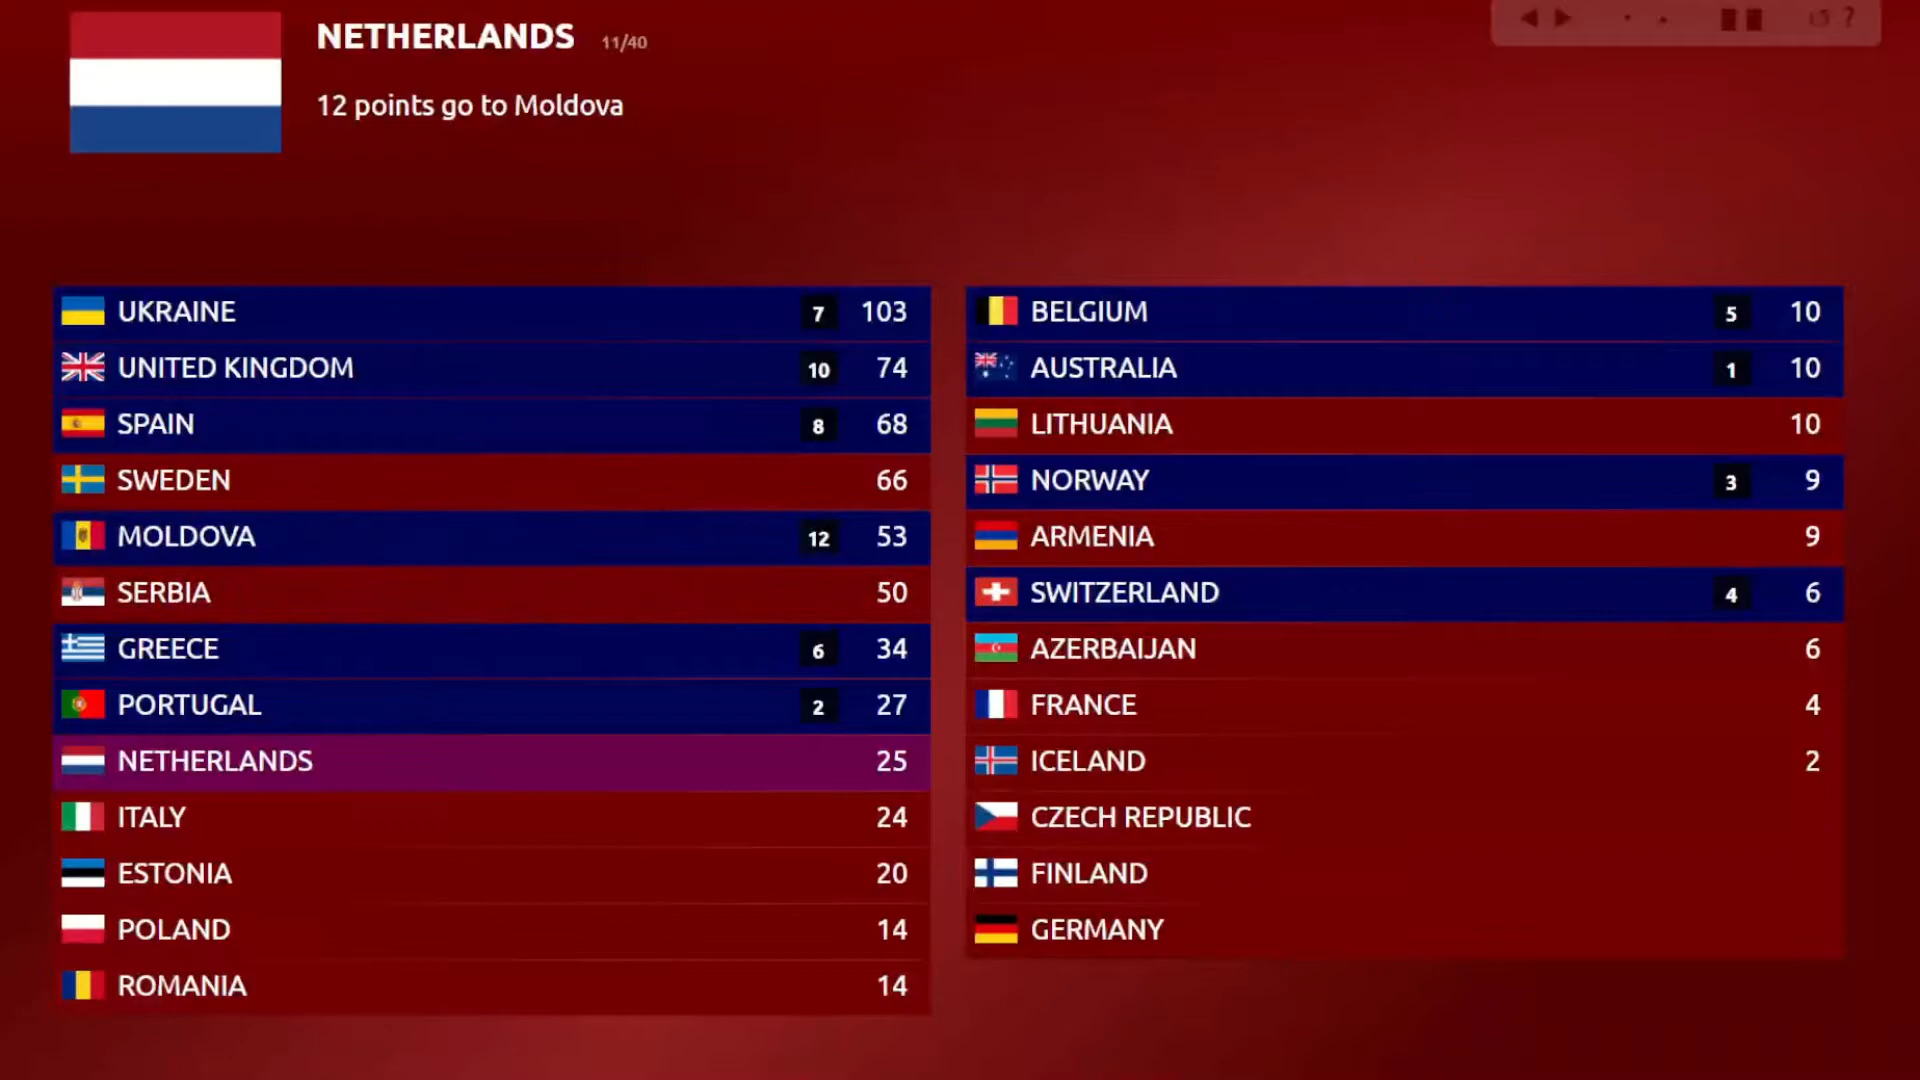 NETHERLANDS 11/40
12 points go to Moldova
?
UKRAINE 7 103
UNITED KINGDOM 10 74
SPAIN 8 68
SWEDEN 66
MOLDOVA 12 53
SERBIA 50
GREECE 6 34
PORTUGAL 2 27
NETHERLANDS 25
ITALY 24
ESTONIA 20
POLAND 14
ROMANIA 14
BELGIUM 5 10
AUSTRALIA 1 10
LITHUANIA 10
NORWAY 3 9
ARMENIA 9
SWITZERLAND 4 6
AZERBAIJAN 6
FRANCE 4
ICELAND 2
CZECH REPUBLIC
FINLAND
GERMANY